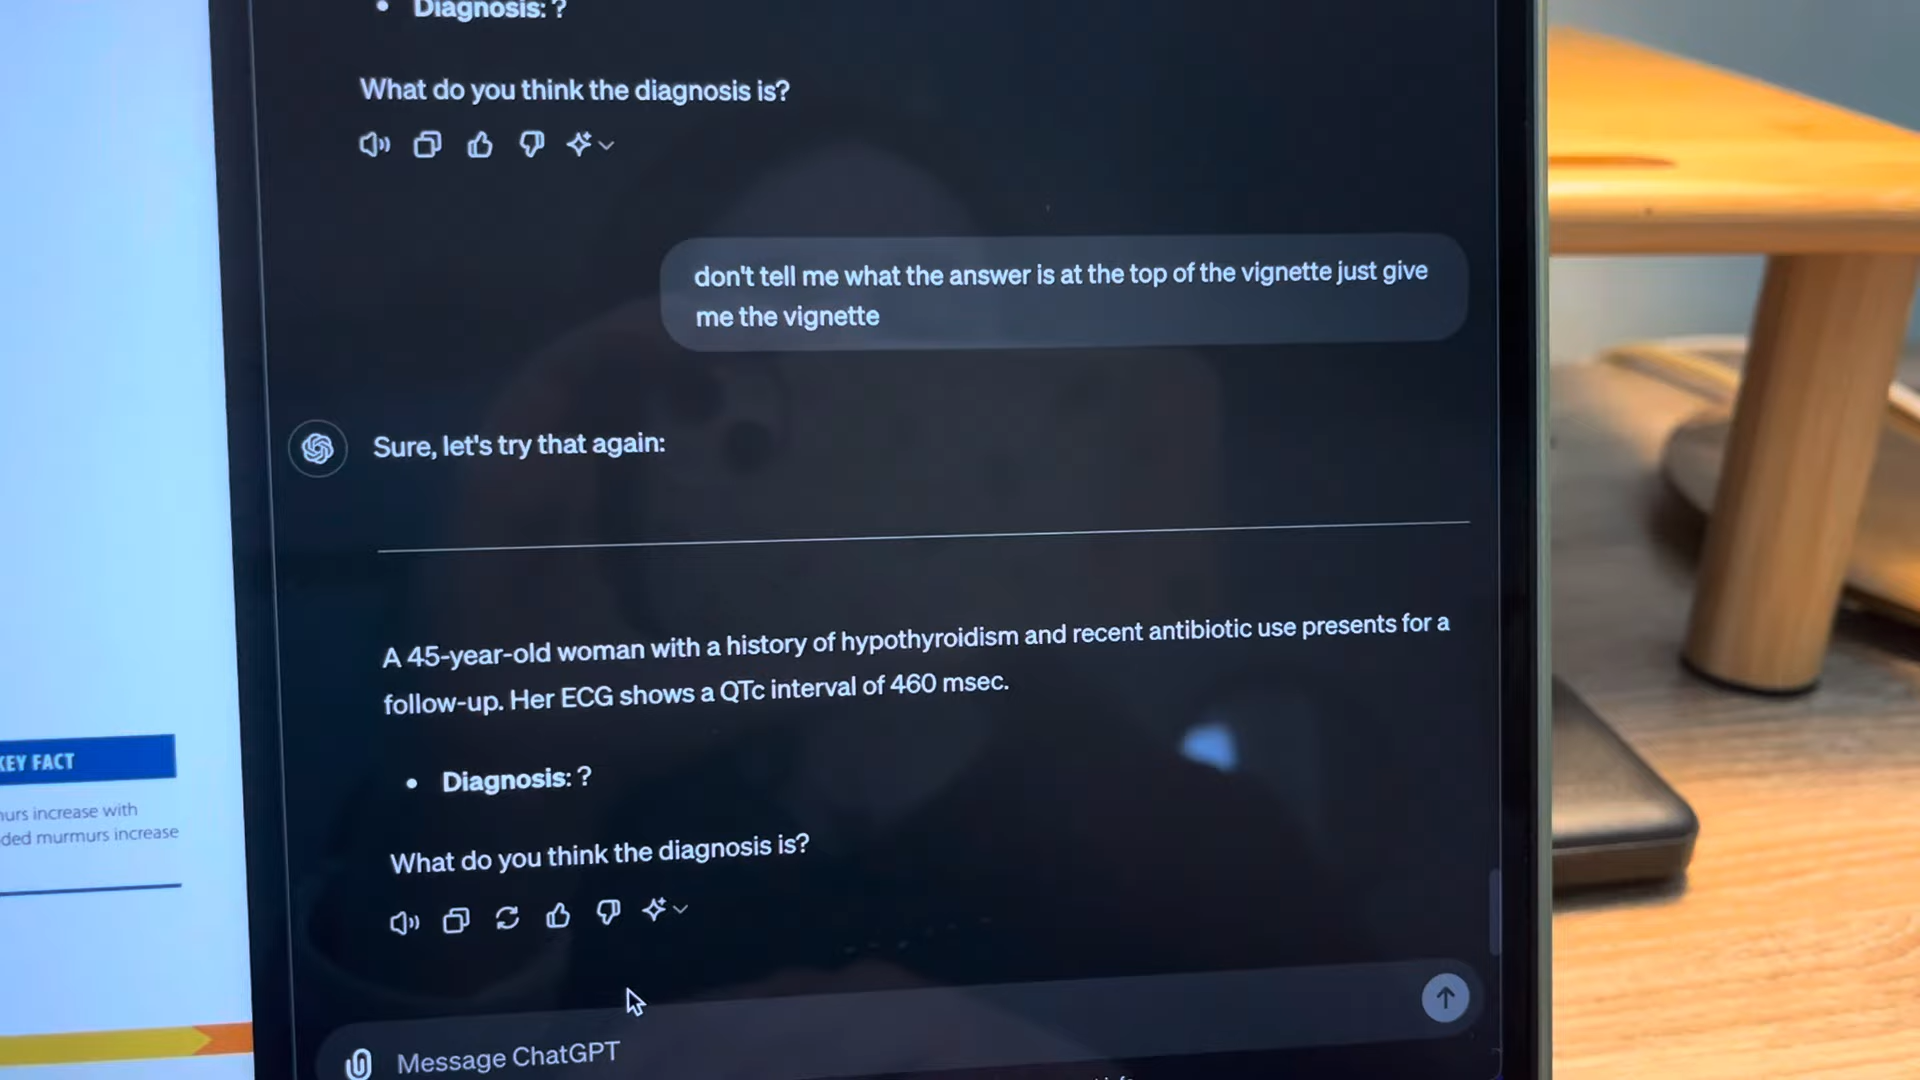 Diagnosis: ?
What do you think the diagnosis is?
don't tell me what the answer is at the top of the vignette just give
me the vignette
Sure, let's try that again:
A 45-year-old woman with a history of hypothyroidism and recent antibiotic use presents for a
follow-up. Her ECG shows a QTc interval of 460 msec.
Diagnosis: ?
What do you think the diagnosis is?
Message ChatGPT
KEY FACT
increase with
murmurs increase